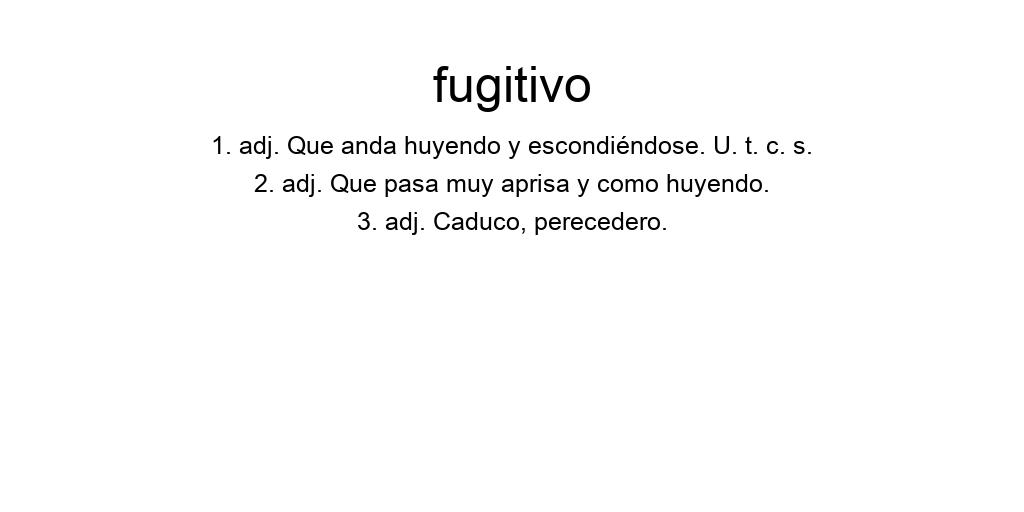 fugitivo
1. adj. Que anda huyendo y escondiéndose. U. t. c. s.
2. adj. Que pasa muy aprisa y como huyendo.
3. adj. Caduco, perecedero.